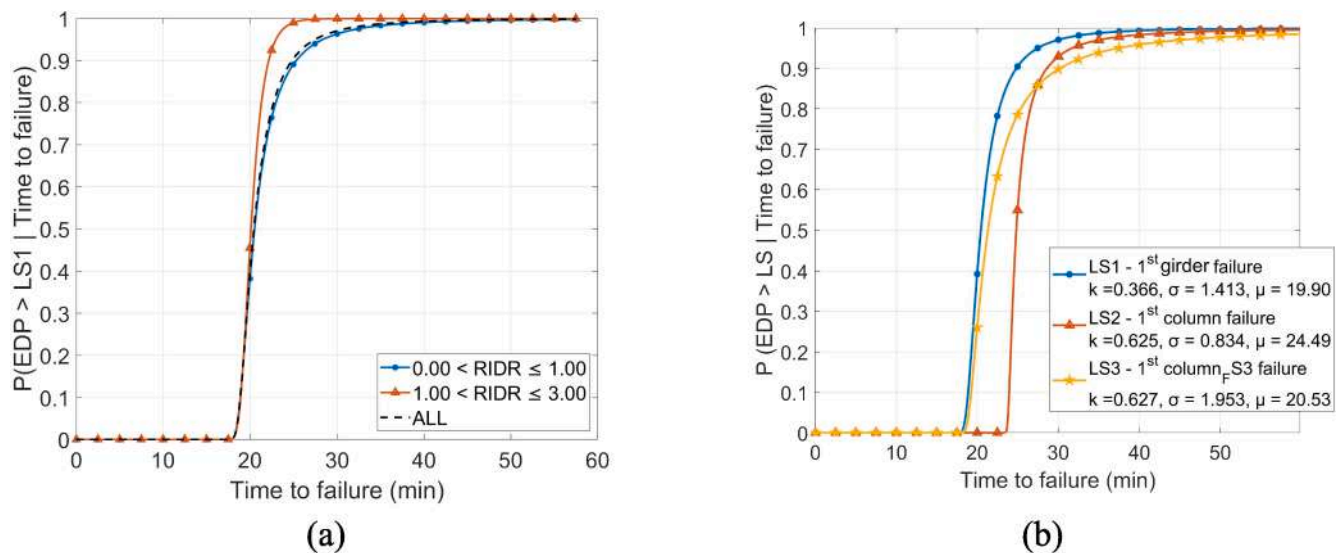 P(EDP > LS1 | Time to failure)
1
0.9
0.8
0.7
0.6
0.5
0.4
0.3
0.2
0.1
0
0 10 20 30 40 50 60
Time to failure (min)
0.00 < RIDR ≤ 1.00
1.00 < RIDR ≤ 3.00
ALL
(a)
P (EDP > LS | Time to failure)
1
0.9
0.8
0.7
0.6
0.5
0.4
0.3
0.2
0.1
0
0 10 20 30 40 50
Time to failure (min)
LS1 - 1st girder failure
k =0.366, σ = 1.413, μ = 19.90
LS2 - 1st column failure
k =0.625, σ = 0.834, μ = 24.49
LS3 - 1st columnFS3 failure
k =0.627, σ = 1.953, μ = 20.53
(b)